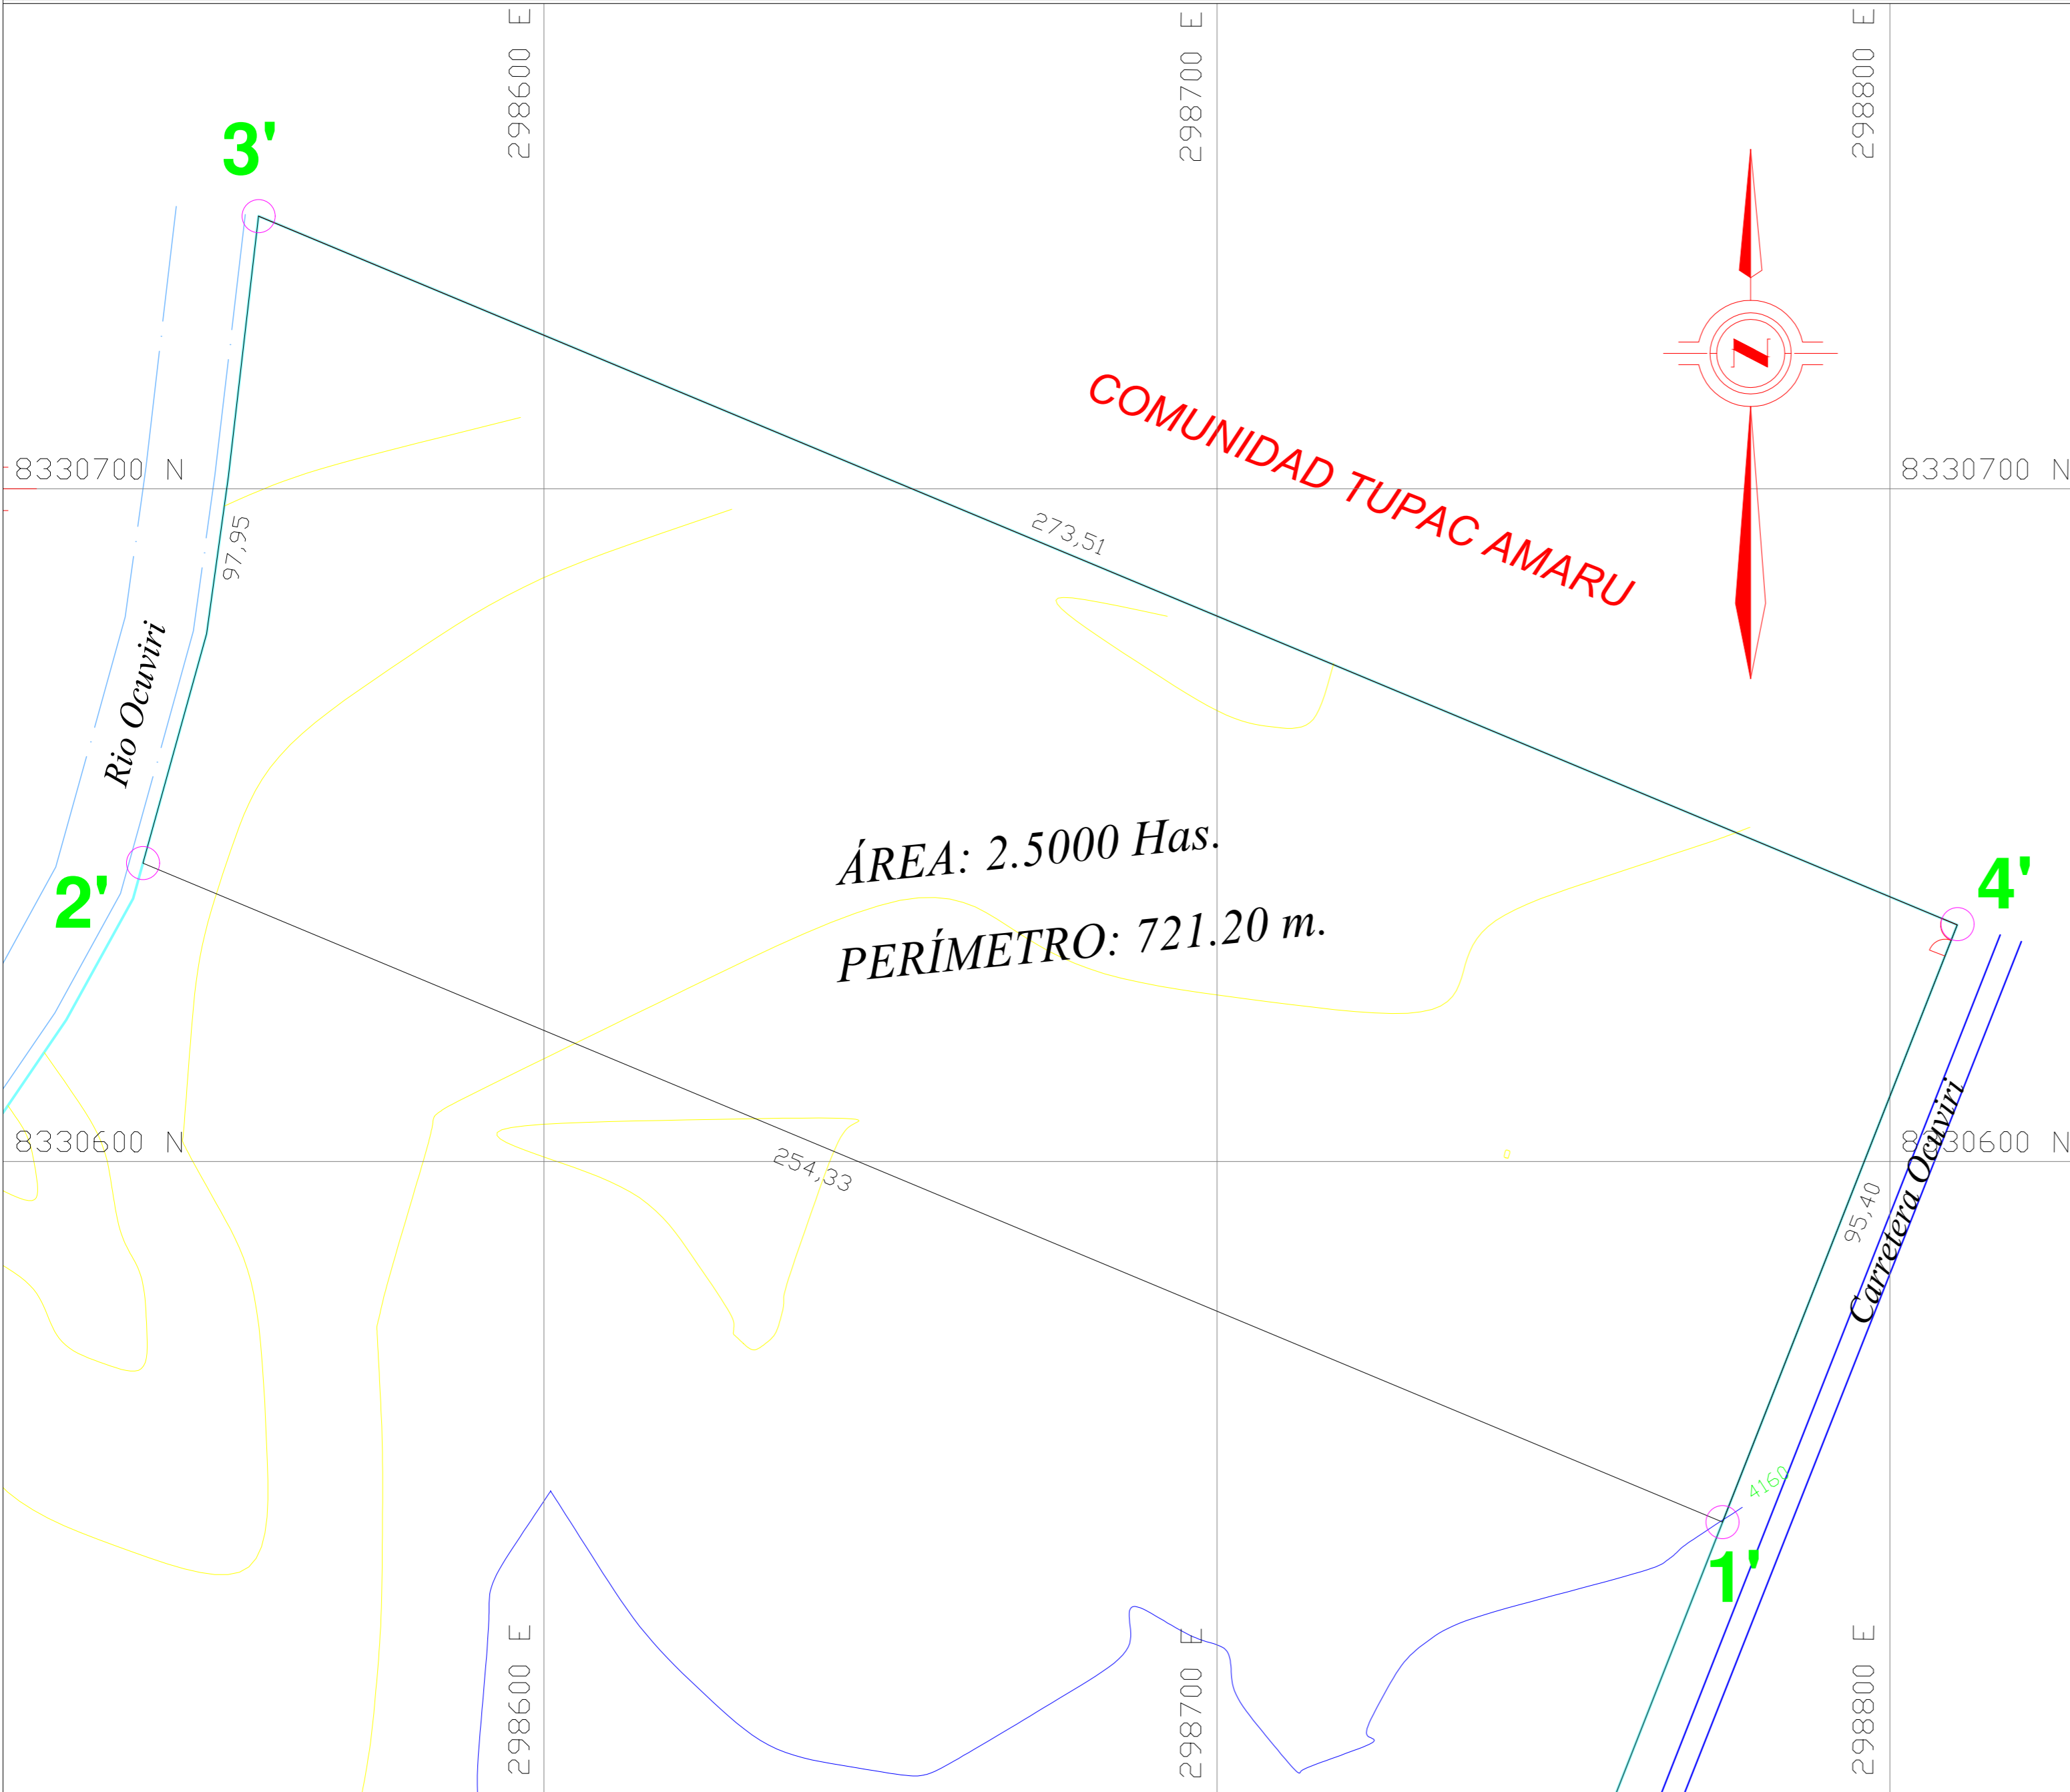 298600 E
298700 E
298800 E
3'
N
COMUNIDAD TUPAC AMARU
8330700 N
8330700 N
273,51
97,95
Rio Ocuviri
ÁREA: 2.5000 Has.
PERÍMETRO: 721.20 m.
2'
4'
8330600 N
8330600 N
254,33
95,40
Carretera Ocuviri
4160
1'
298600 E
298700 E
298800 E